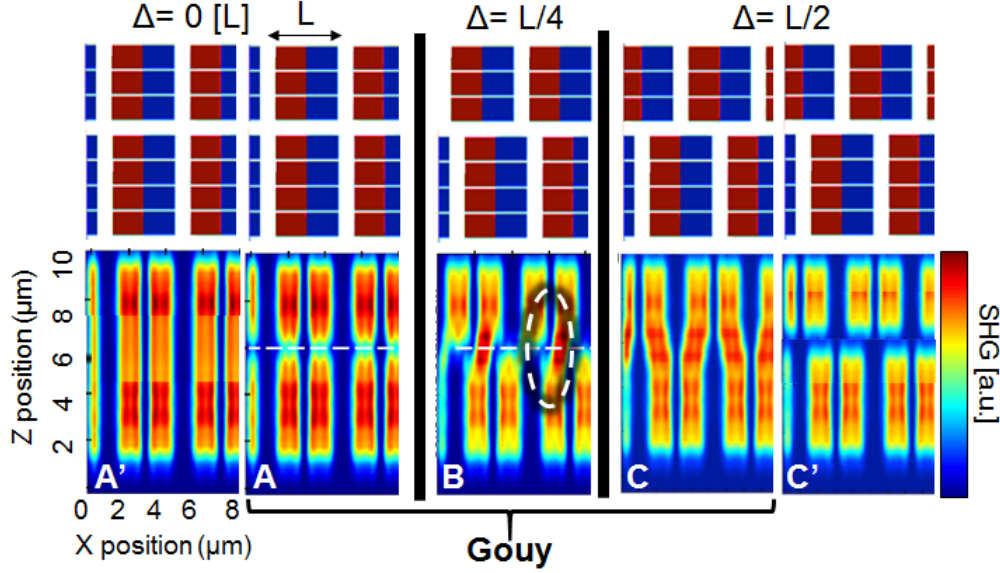 Δ= 0 [L]
L
Δ= L/4
Δ= L/2
Z position (µm)
10
8
6
4
2
A'
A
B
C
C'
SHG [a.u.]
0 2 4 6 8
X position (µm)
Gouy